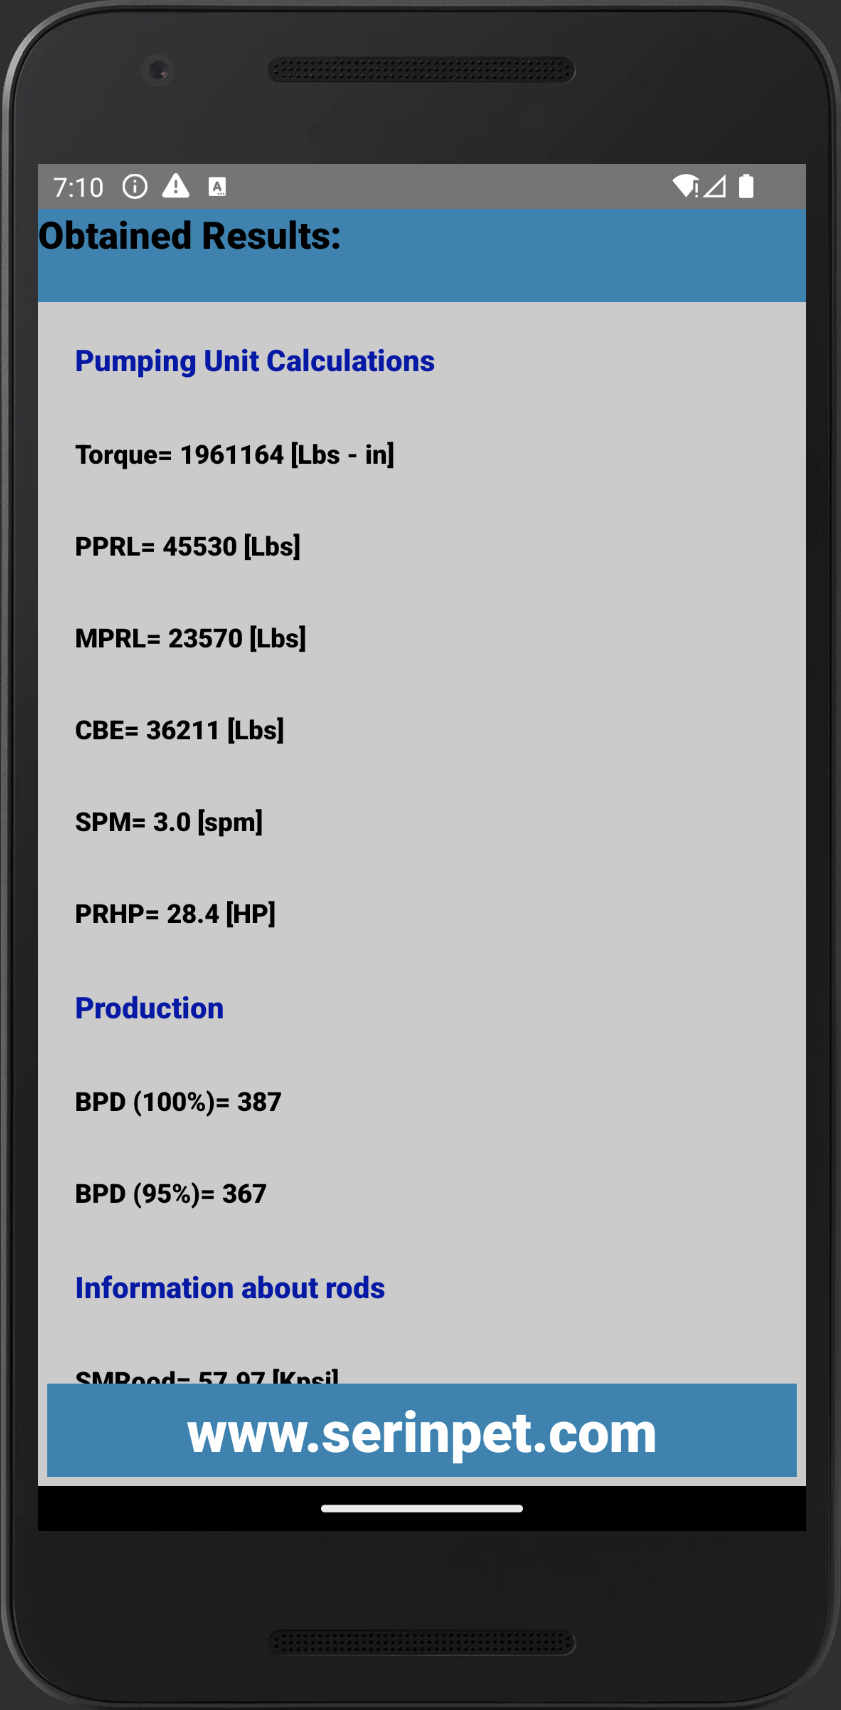 7:10
Obtained Results:
Pumping Unit Calculations
Torque= 1961164 [Lbs - in]
PPRL= 45530 [Lbs]
MPRL= 23570 [Lbs]
CBE= 36211 [Lbs]
SPM= 3.0 [spm]
PRHP= 28.4 [HP]
Production
BPD (100%)= 387
BPD (95%)= 367
Information about rods
SMRood= 57.97 [Kpsi]
www.serinpet.com